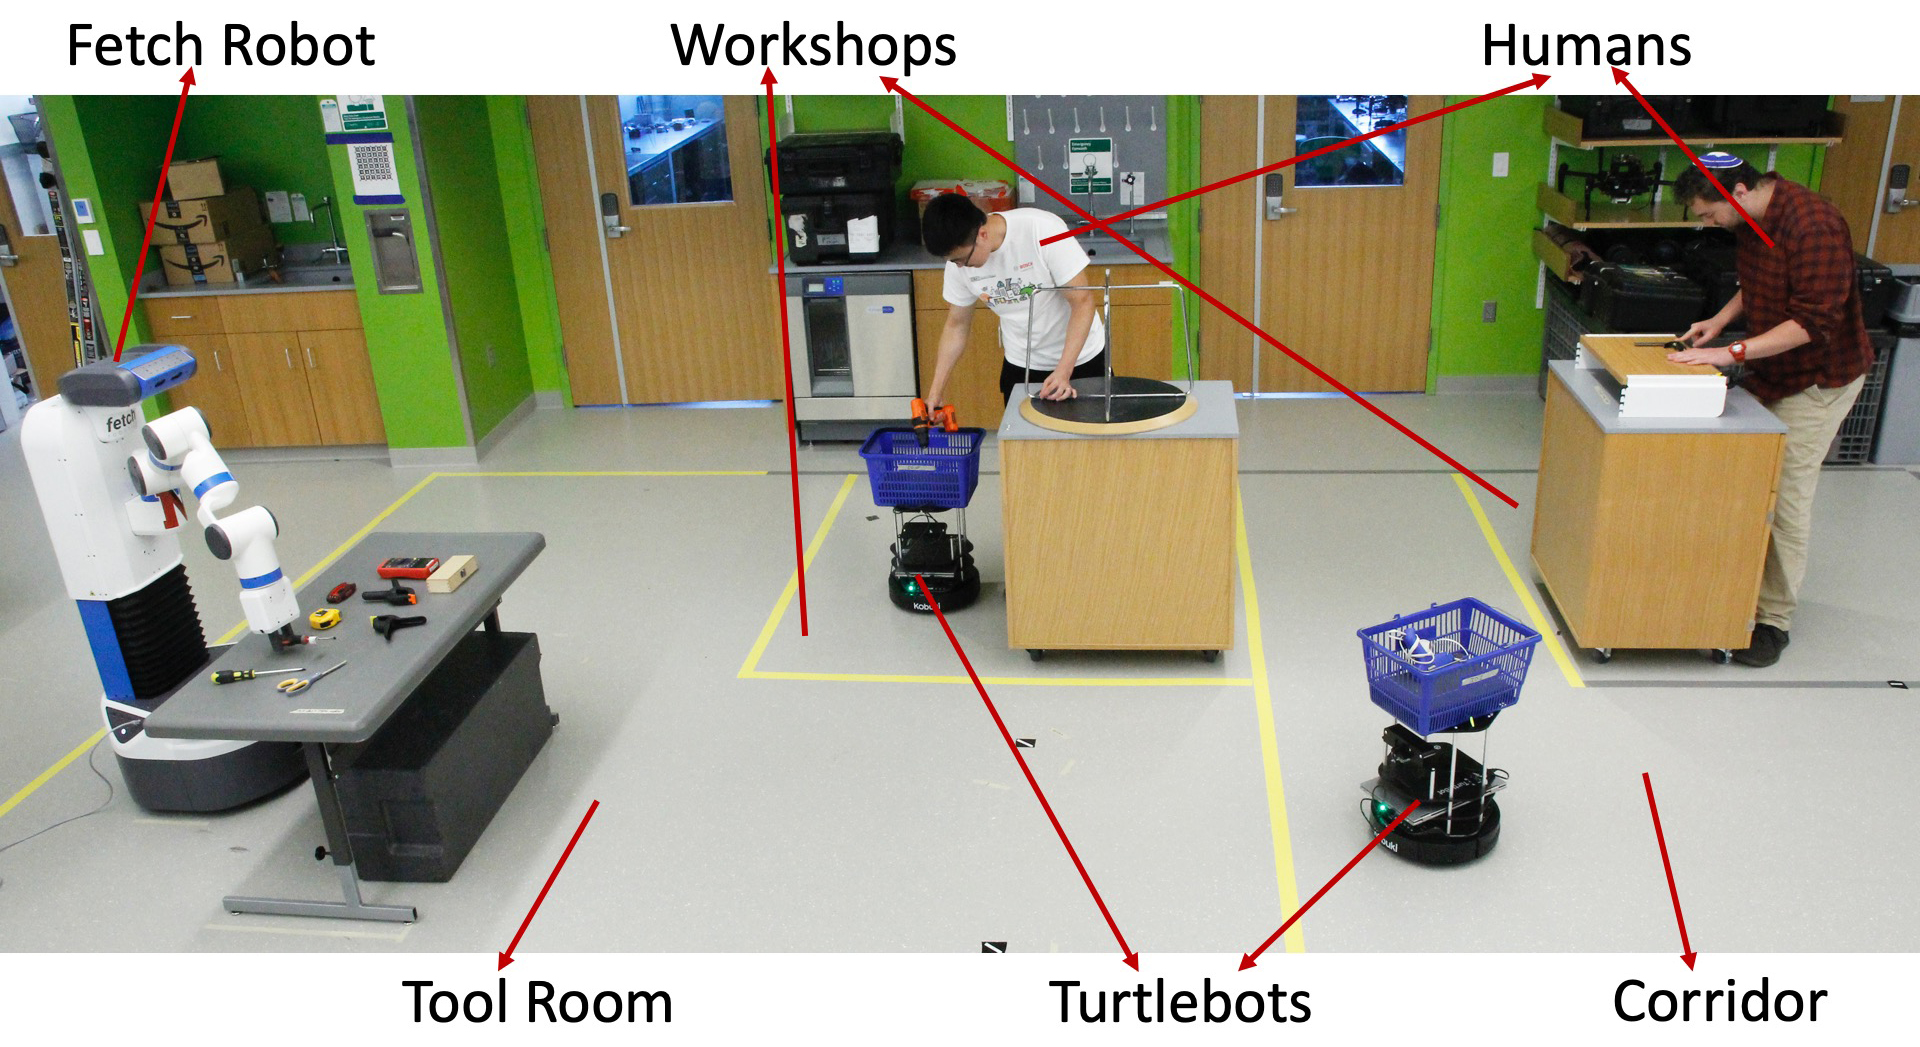 Fetch Robot
Workshops
Humans
fetch
Kobuki
Tool Room
Turtlebots
Corridor